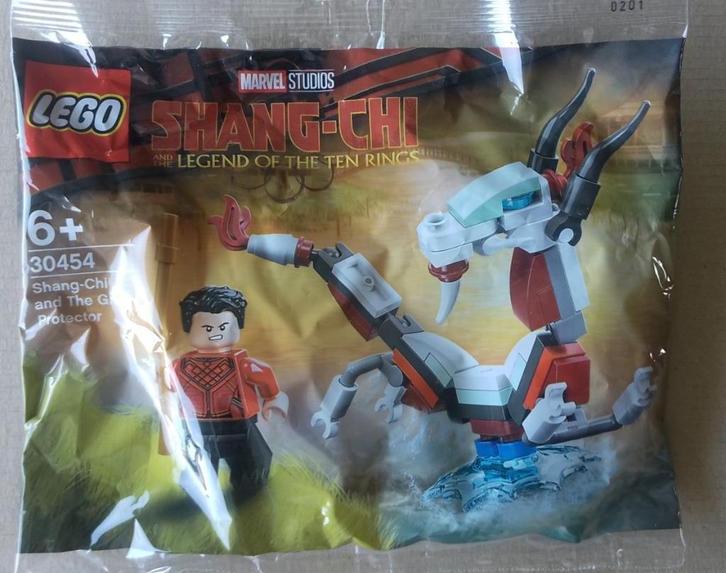 0201
LEGO
MARVEL STUDIOS
SHANG-CHI
AND THE LEGEND OF THE TEN RINGS
6+
30454
Shang-Chi
and The G
Protector